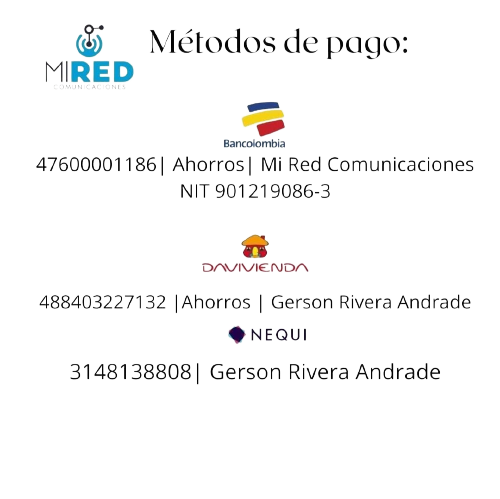 MIRED
COMUNICACIONES
Métodos de pago:
Bancolombia
47600001186| Ahorros| Mi Red Comunicaciones
NIT 901219086-3
DAVIVIENDA
488403227132 |Ahorros | Gerson Rivera Andrade
NEQUI
3148138808| Gerson Rivera Andrade